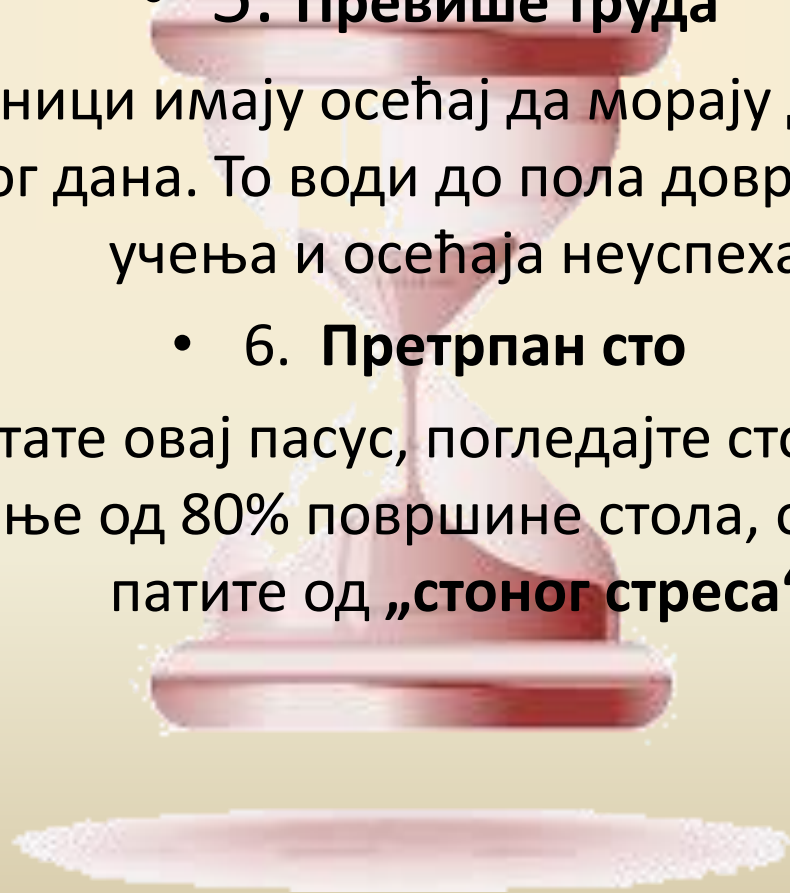 • 5. Превише труда
ници имају осећај да морају
ог дана. То води до пола довр
учења и осећаја неуспеха
• 6. Претрпан сто
тате овај пасус, погледајте сто
ње од 80% површине стола,
патите од „стоног стреса“